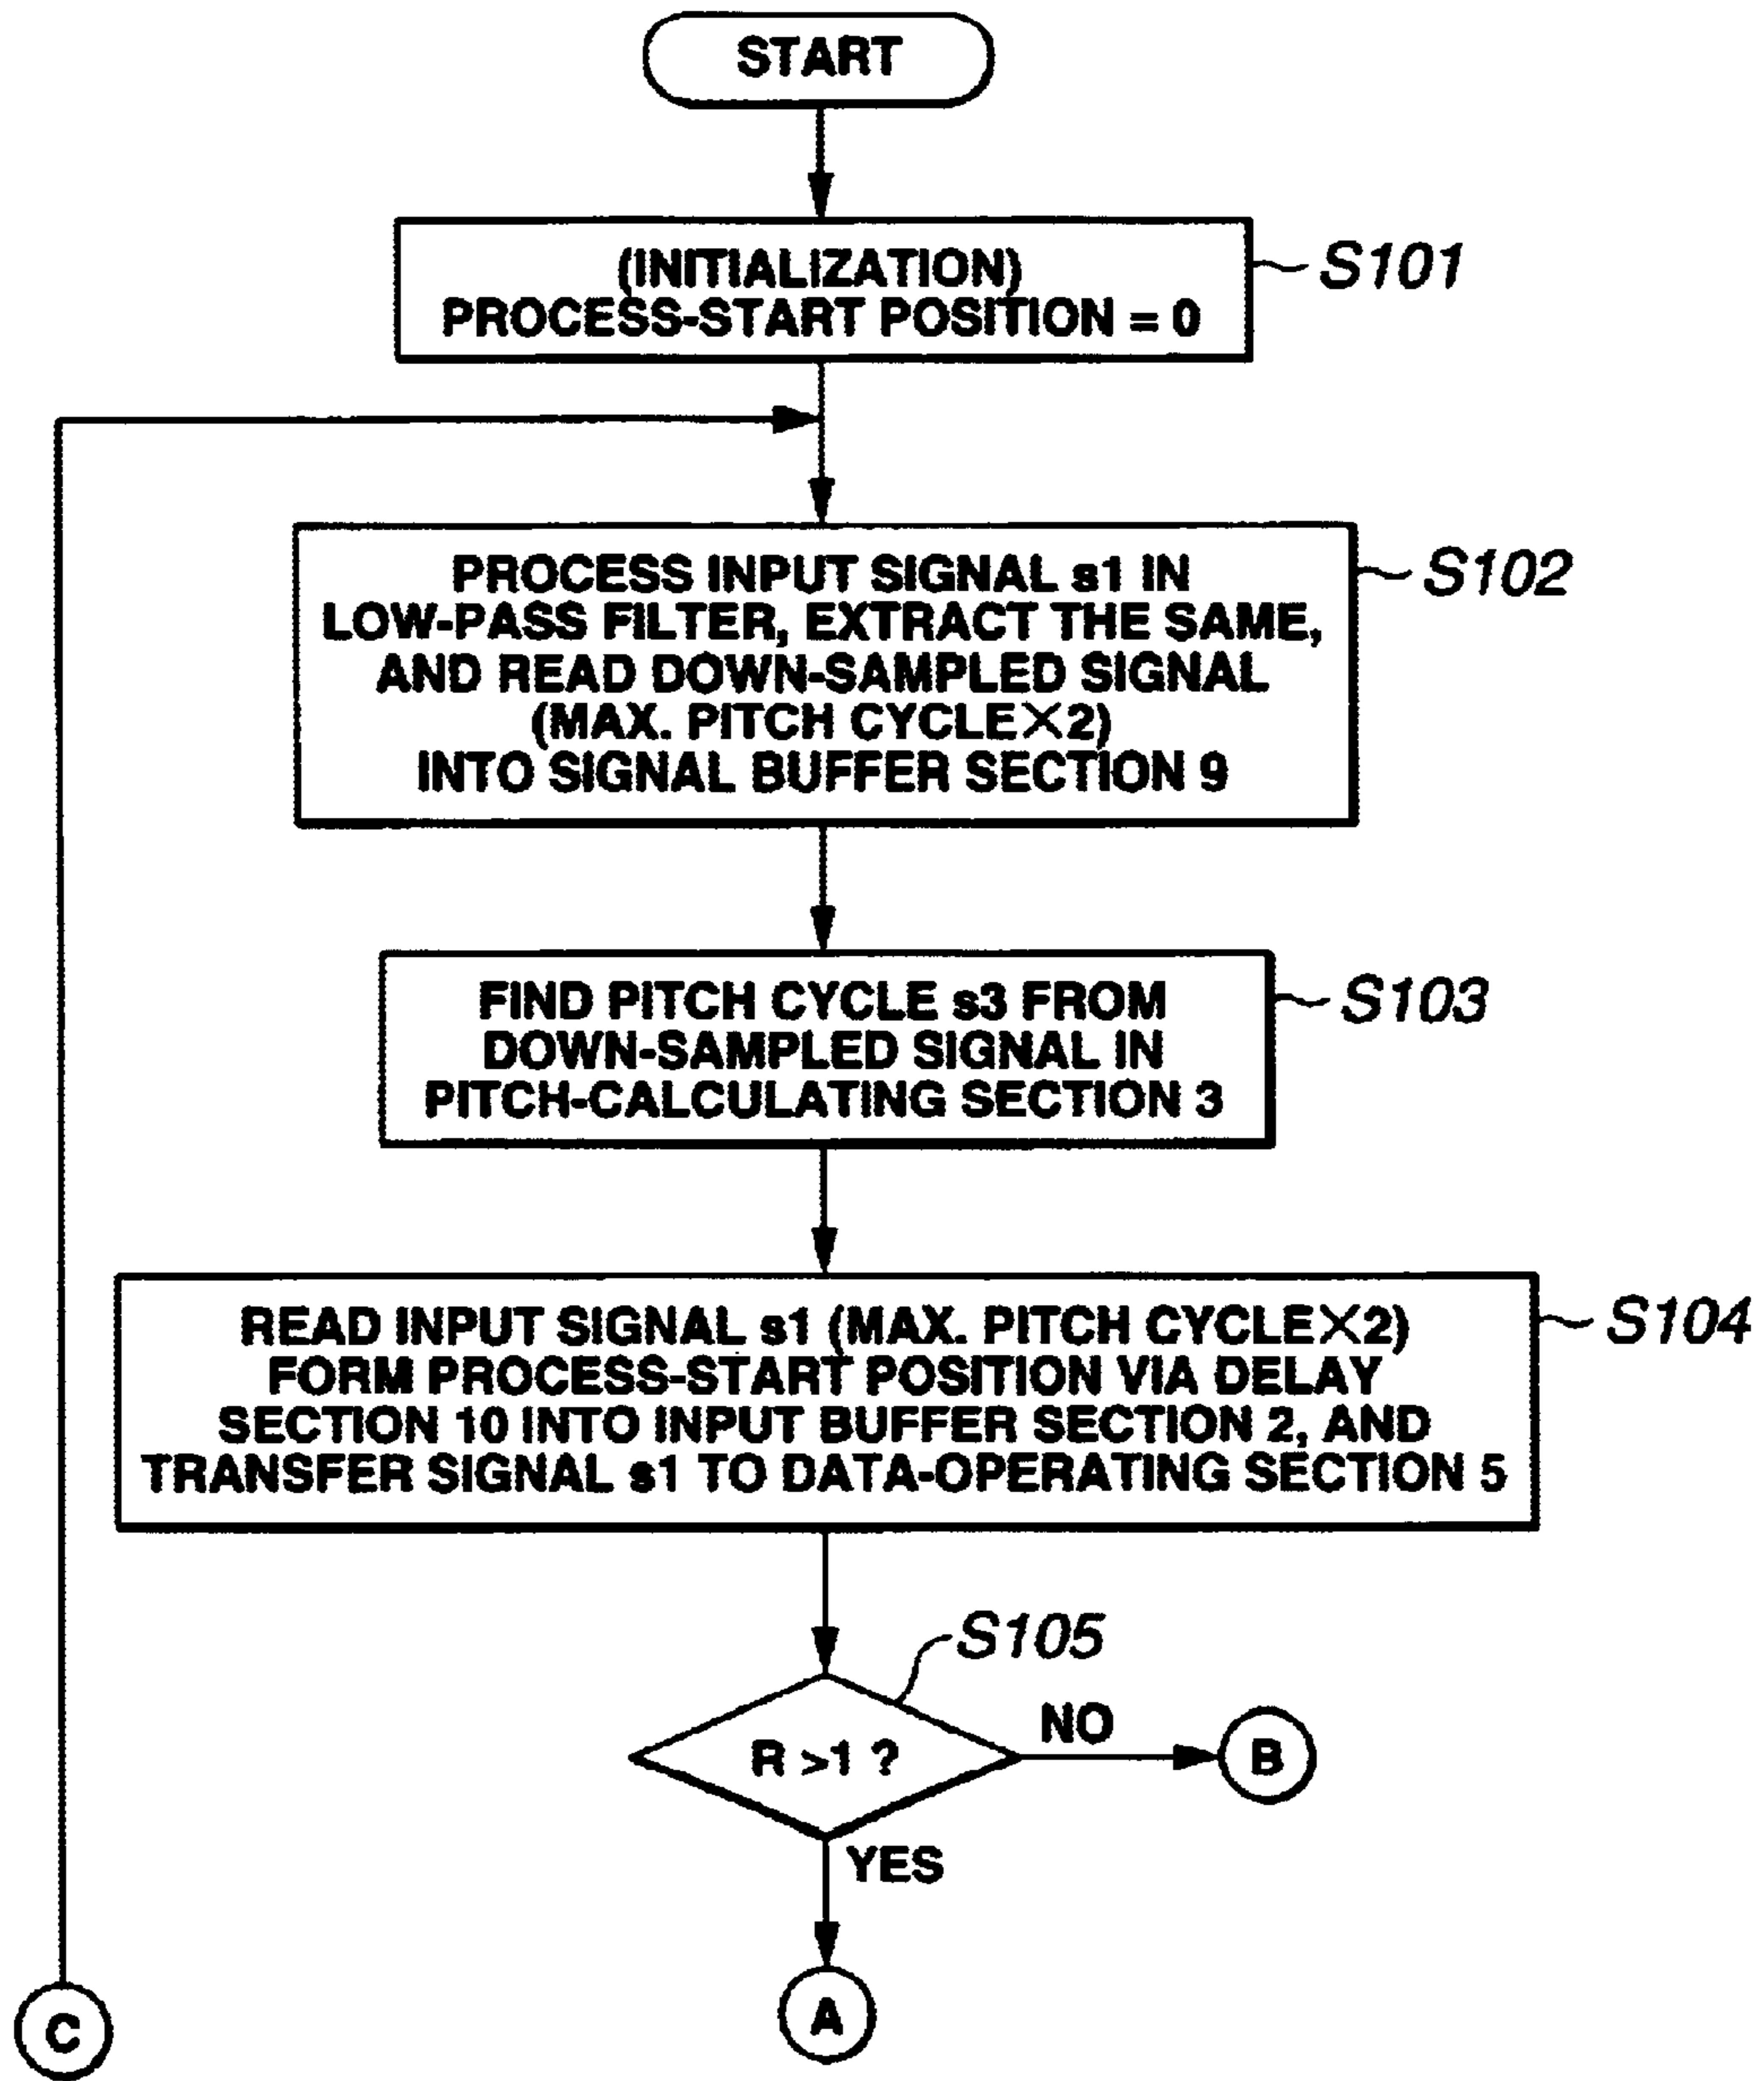 START
(INITIALIZATION)
PROCESS-START POSITION = 0
S101
PROCESS INPUT SIGNAL s1 IN
LOW-PASS FILTER, EXTRACT THE SAME,
AND READ DOWN-SAMPLED SIGNAL
(MAX. PITCH CYCLE×2)
INTO SIGNAL BUFFER SECTION 9
S102
FIND PITCH CYCLE s3 FROM
DOWN-SAMPLED SIGNAL IN
PITCH-CALCULATING SECTION 3
S103
READ INPUT SIGNAL s1 (MAX. PITCH CYCLE×2)
FORM PROCESS-START POSITION VIA DELAY
SECTION 10 INTO INPUT BUFFER SECTION 2, AND
TRANSFER SIGNAL s1 TO DATA-OPERATING SECTION 5
S104
S105
R >1 ?
NO
B
YES
A
C